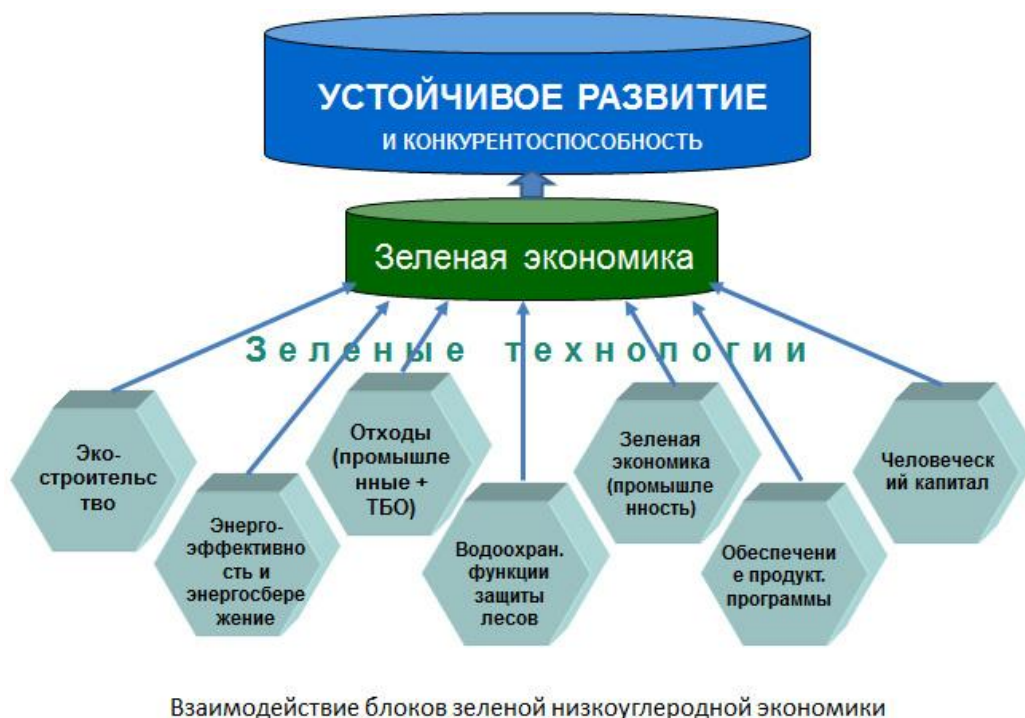 УСТОЙЧИВОЕ РАЗВИТИЕ
И КОНКУРЕНТОСПОСОБНОСТЬ
Зеленая экономика
Зеленые технологии
Эко-
строительс
тво
Энерго-
эффективно
сть и
энергосбере
жение
Отходы
(промышле
нные +
ТБО)
Водоохран.
функции
защиты
лесов
Зеленая
экономика
(промышле
нность)
Обеспечени
е продукт.
программы
Человеческ
ий капитал
Взаимодействие блоков зеленой низкоуглеродной экономики